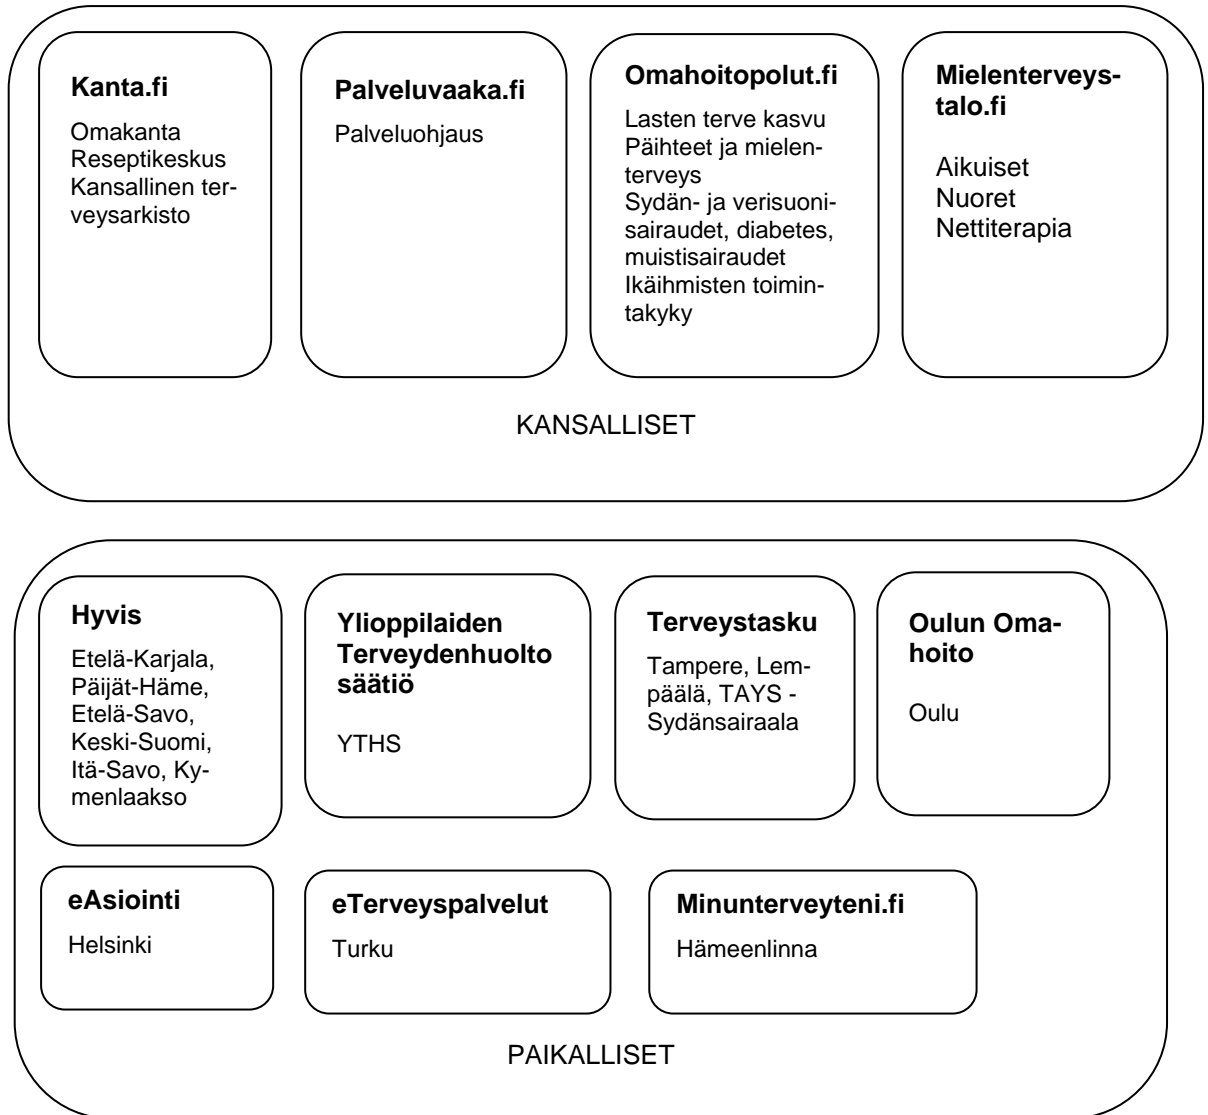 Kanta.fi
Omakanta
Reseptikeskus
Kansallinen ter-
veysarkisto
Palveluvaaka.fi
Palveluohjaus
Omahoitopolut.fi
Lasten terve kasvu
Päihteet ja mielen-
terveys
Sydän- ja verisuoni-
sairaudet, diabetes,
muistisairaudet
Ikäihmisten toimin-
takyky
Mielenterveys-
talo.fi
Aikuiset
Nuoret
Nettiterapia
KANSALLISET
Hyvis
Etelä-Karjala,
Päijät-Häme,
Etelä-Savo,
Keski-Suomi,
Itä-Savo, Ky-
menlaakso
Ylioppilaiden
Terveydenhuolto
säätiö
YTHS
Terveystasku
Tampere, Lem-
päälä, TAYS -
Sydänsairaala
Oulun Oma-
hoito
Oulu
eAsiointi
Helsinki
eTerveyspalvelut
Turku
Minunterveyteni.fi
Hämeenlinna
PAIKALLISET